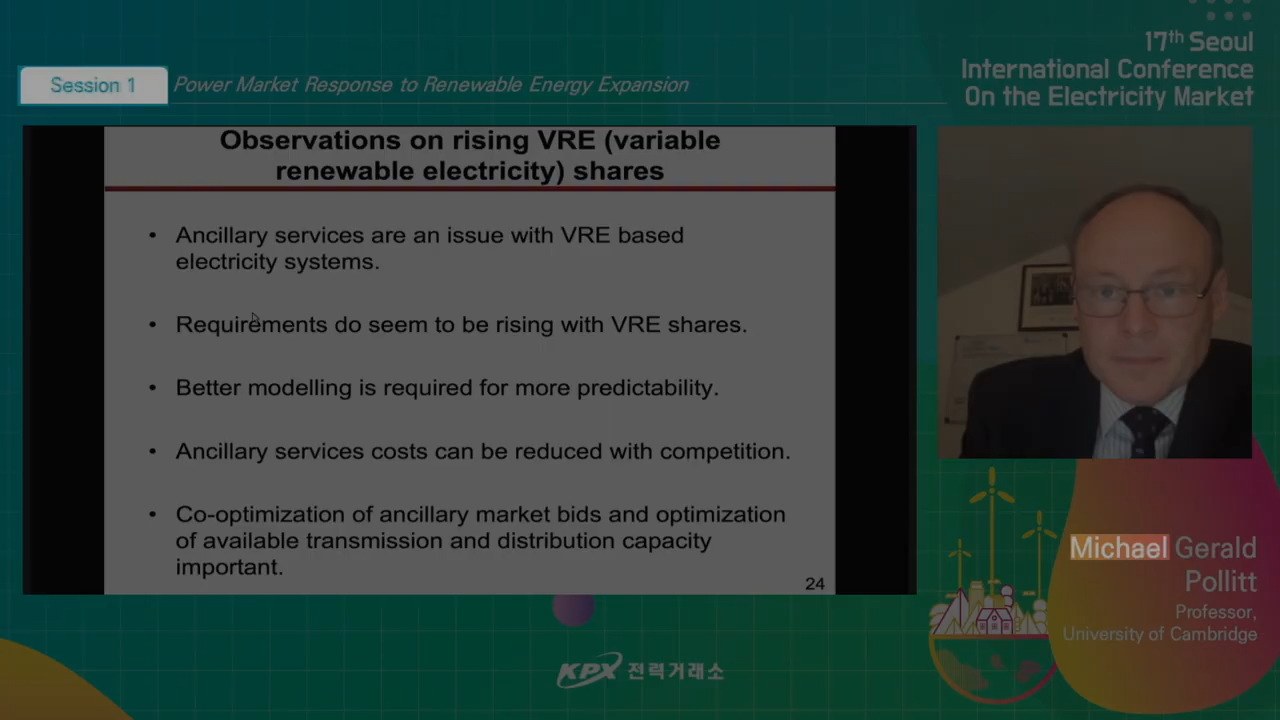 17th Seoul
International Conference
On the Electricity Market
Session 1
Power Market Response to Renewable Energy Expansion
Observations on rising VRE (variable
renewable electricity) shares
• Ancillary services are an issue with VRE based
electricity systems.
• Requirements do seem to be rising with VRE shares.
• Better modelling is required for more predictability.
• Ancillary services costs can be reduced with competition.
• Co-optimization of ancillary market bids and optimization
of available transmission and distribution capacity
important.
24
Michael Gerald
Pollitt
Professor,
University of Cambridge
KPX 전력거래소